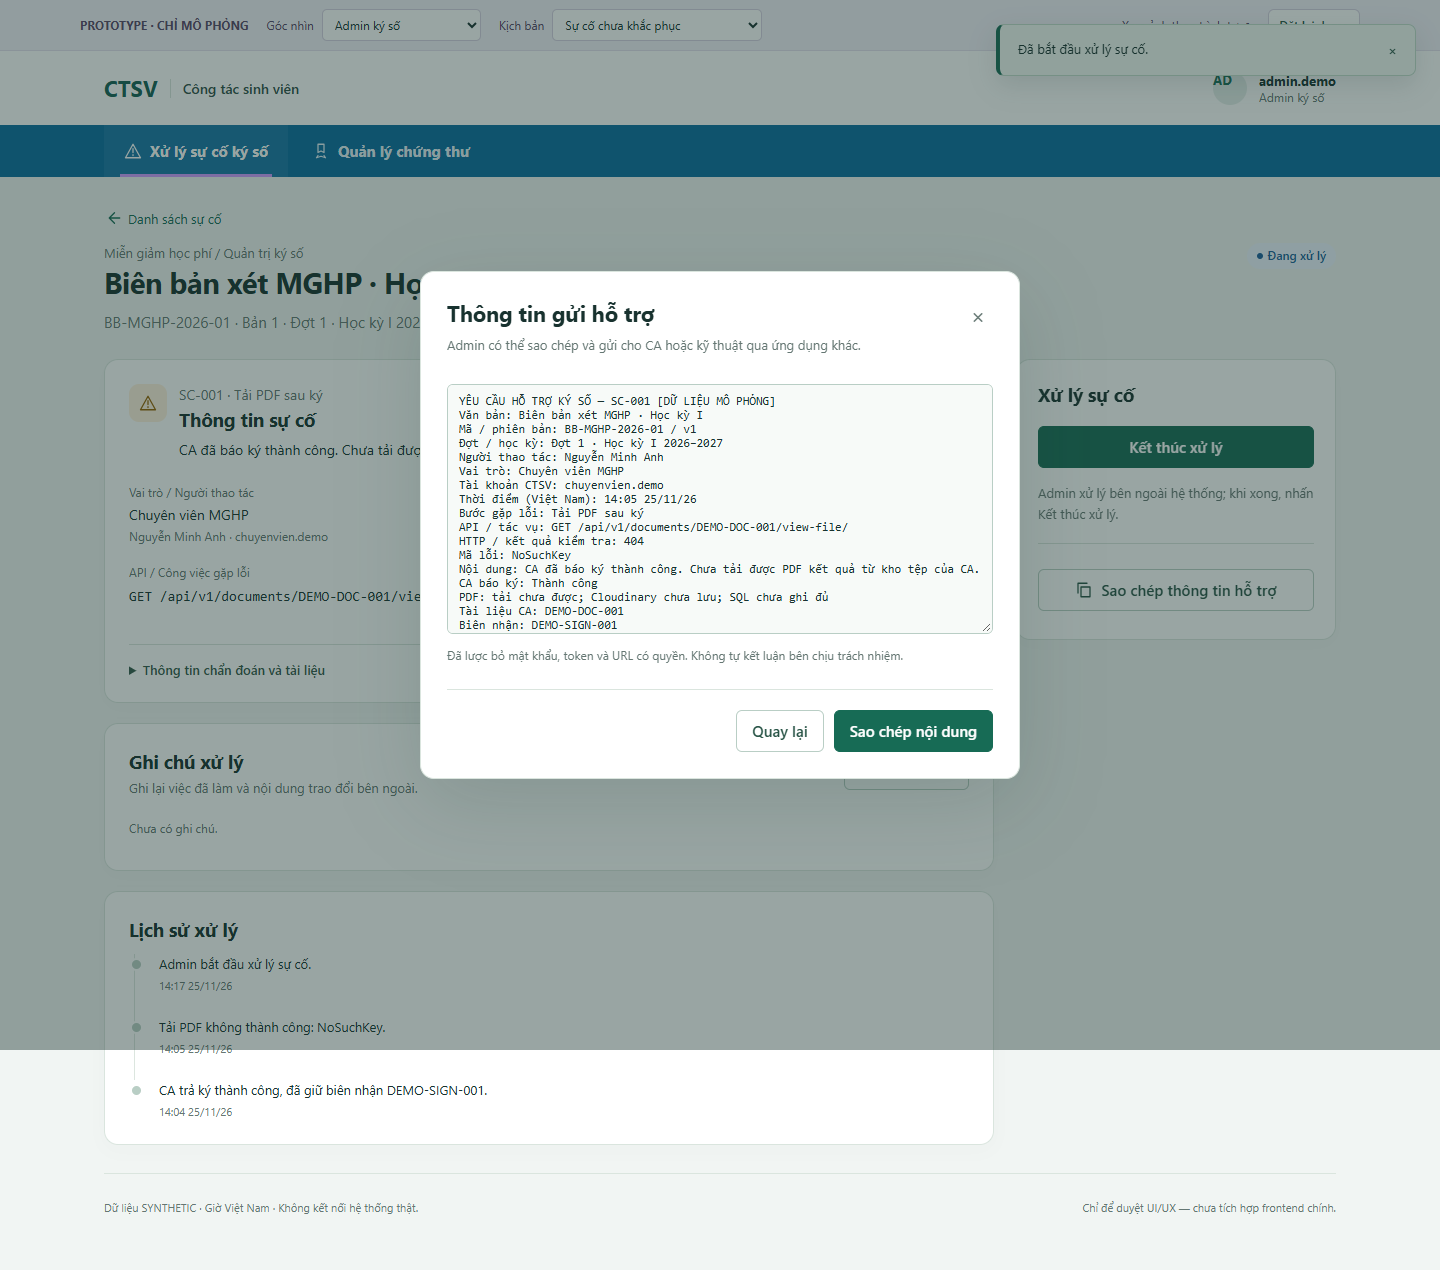 PROTOTYPE · CHỈ MÔ PHỎNG
Góc nhìn
Admin ký số
Kịch bản
Sự cố chưa khắc phục
Đã bắt đầu xử lý sự cố.
×
CTSV
Công tác sinh viên
AD
admin.demo
Admin ký số
Xử lý sự cố ký số
Quản lý chứng thư
Danh sách sự cố
Miễn giảm học phí / Quản trị ký số
Đang xử lý
Biên bản xét MGHP · Họ
BB-MGHP-2026-01 · Bản 1 · Đợt 1 · Học kỳ I 202
SC-001 · Tải PDF sau ký
Thông tin sự cố
CA đã báo ký thành công. Chưa tải đượ
Vai trò / Người thao tác
Chuyên viên MGHP
Nguyễn Minh Anh · chuyenvien.demo
API / Công việc gặp lỗi
GET /api/v1/documents/DEMO-DOC-001/vie
Thông tin chẩn đoán và tài liệu
Thông tin gửi hỗ trợ
×
Admin có thể sao chép và gửi cho CA hoặc kỹ thuật qua ứng dụng khác.
YÊU CẦU HỖ TRỢ KÝ SỐ — SC-001 [DỮ LIỆU MÔ PHỎNG]
Văn bản: Biên bản xét MGHP · Học kỳ I
Mã / phiên bản: BB-MGHP-2026-01 / v1
Đợt / học kỳ: Đợt 1 · Học kỳ I 2026–2027
Người thao tác: Nguyễn Minh Anh
Vai trò: Chuyên viên MGHP
Tài khoản CTSV: chuyenvien.demo
Thời điểm (Việt Nam): 14:05 25/11/26
Bước gặp lỗi: Tải PDF sau ký
API / tác vụ: GET /api/v1/documents/DEMO-DOC-001/view-file/
HTTP / kết quả kiểm tra: 404
Mã lỗi: NoSuchKey
Nội dung: CA đã báo ký thành công. Chưa tải được PDF kết quả từ kho tệp của CA.
CA báo ký: Thành công
PDF: tải chưa được; Cloudinary chưa lưu; SQL chưa ghi đủ
Tài liệu CA: DEMO-DOC-001
Biên nhận: DEMO-SIGN-001
Đã lược bỏ mật khẩu, token và URL có quyền. Không tự kết luận bên chịu trách nhiệm.
Quay lại
Sao chép nội dung
Xử lý sự cố
Kết thúc xử lý
Admin xử lý bên ngoài hệ thống; khi xong, nhấn
Kết thúc xử lý.
Sao chép thông tin hỗ trợ
Ghi chú xử lý
Ghi lại việc đã làm và nội dung trao đổi bên ngoài.
Chưa có ghi chú.
Lịch sử xử lý
Admin bắt đầu xử lý sự cố.
14:17 25/11/26
Tải PDF không thành công: NoSuchKey.
14:05 25/11/26
CA trả ký thành công, đã giữ biên nhận DEMO-SIGN-001.
14:04 25/11/26
Dữ liệu SYNTHETIC · Giờ Việt Nam · Không kết nối hệ thống thật.
Chỉ để duyệt UI/UX — chưa tích hợp frontend chính.